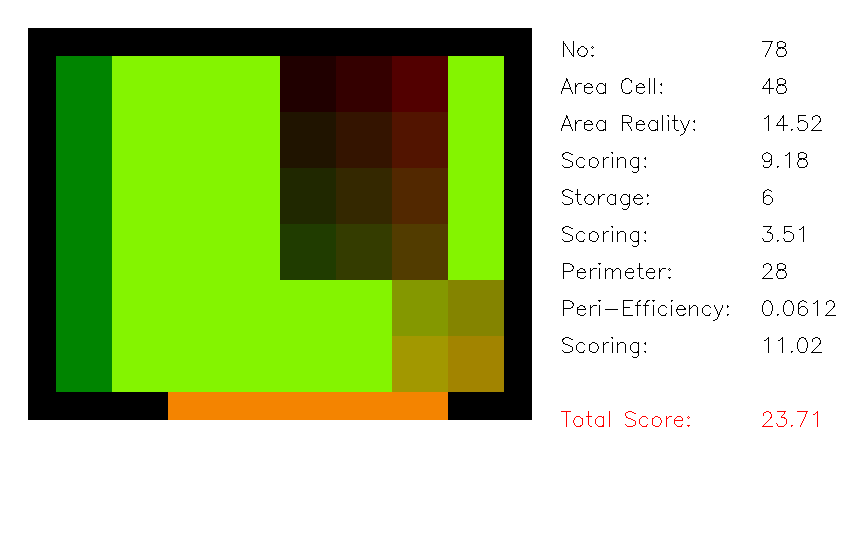 No: 78
Area Cell: 48
Area Reality: 14.52
Scoring: 9.18
Storage: 6
Scoring: 3.51
Perimeter: 28
Peri-Efficiency: 0.0612
Scoring: 11.02
Total Score: 23.71